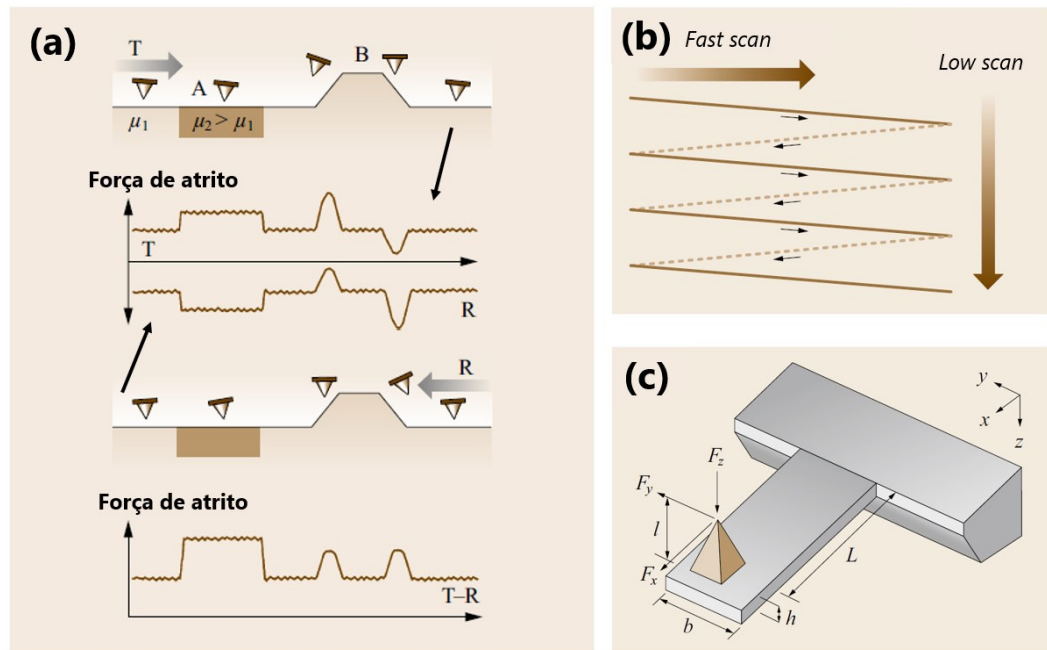 (a)
T
A
B
μ1
μ2 > μ1
Força de atrito
T
R
R
Força de atrito
T–R
(b)
Fast scan
Low scan
(c)
y
x
z
Fz
Fy
l
Fx
L
b
h